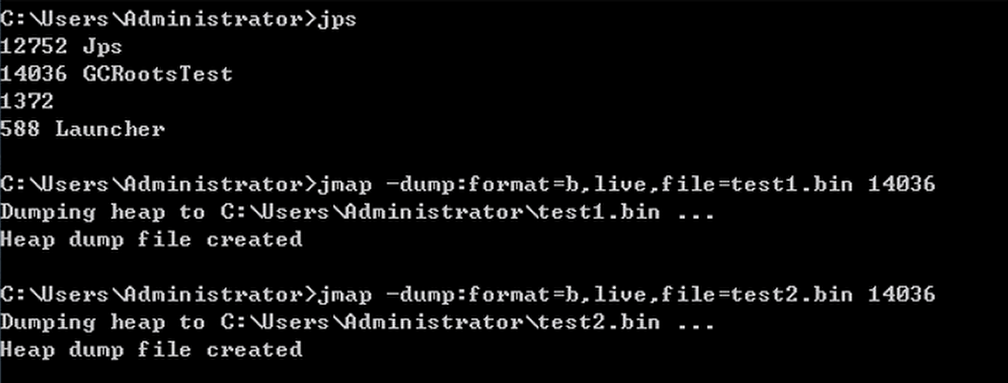 C:\Users\Administrator>jps
12752 Jps
14036 GCRootsTest
1372
588 Launcher
C:\Users\Administrator>jmap -dump:format=b,live,file=test1.bin 14036
Dumping heap to C:\Users\Administrator\test1.bin ...
Heap dump file created
C:\Users\Administrator>jmap -dump:format=b,live,file=test2.bin 14036
Dumping heap to C:\Users\Administrator\test2.bin ...
Heap dump file created